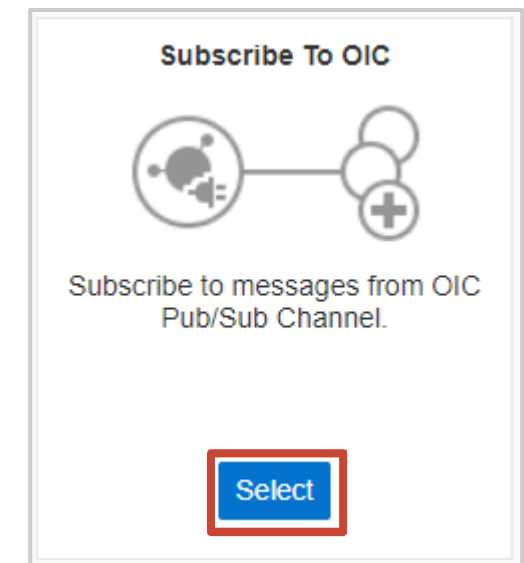 Subscribe To OIC
Subscribe to messages from OIC
Pub/Sub Channel.
Select